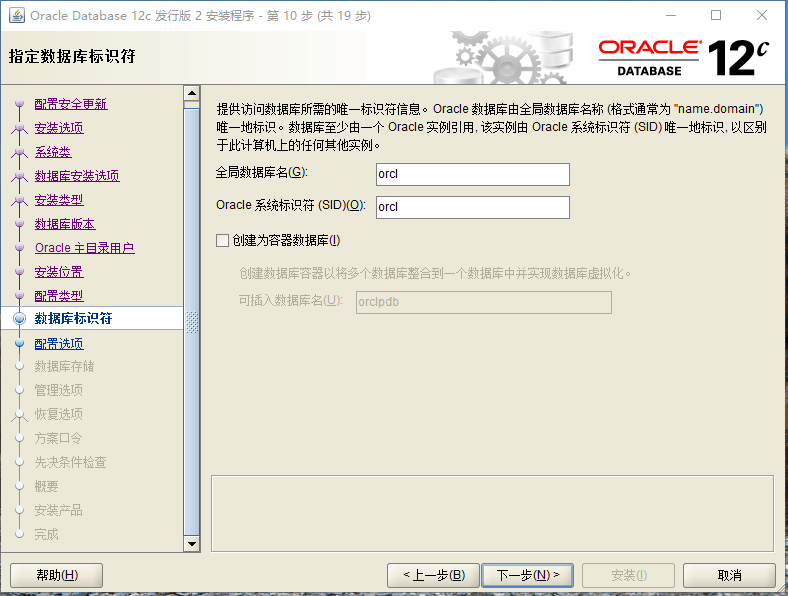 Oracle Database 12c 发行版 2 安装程序 - 第 10 步 (共 19 步)
指定数据库标识符
ORACLE
DATABASE
12c
配置安全更新
安装选项
系统类
数据库安装选项
安装类型
数据库版本
Oracle 主目录用户
安装位置
配置类型
数据库标识符
配置选项
数据库存储
管理选项
恢复选项
方案口令
先决条件检查
概要
安装产品
完成
提供访问数据库所需的唯一标识符信息。Oracle 数据库由全局数据库名称 (格式通常为 "name.domain")
唯一地标识。数据库至少由一个 Oracle 实例引用, 该实例由 Oracle 系统标识符 (SID) 唯一地标识, 以区别
于此计算机上的任何其他实例。
全局数据库名(G): orcl
Oracle 系统标识符 (SID)(O): orcl
创建为容器数据库(I)
创建数据库容器以将多个数据库整合到一个数据库中并实现数据库虚拟化。
可插入数据库名(U): orclpdb
帮助(H) < 上一步(B) 下一步(N) > 安装(I) 取消